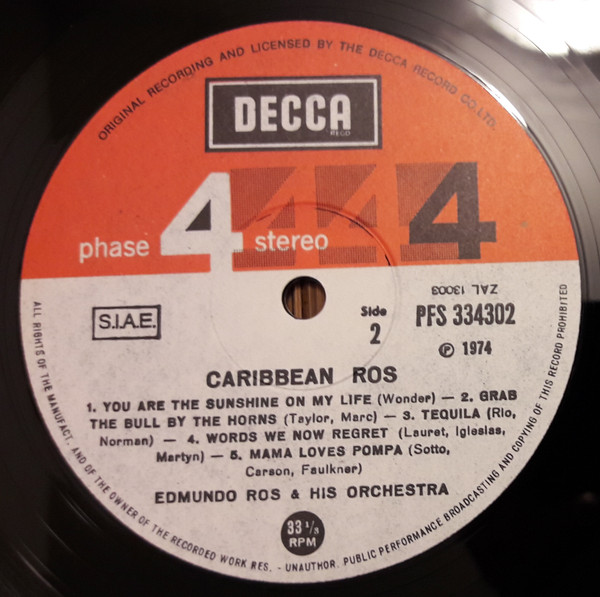 ORIGINAL RECORDING AND LICENSED BY THE DECCA RECORD CO. LTD.
DECCA
REGD
phase 4 stereo 4
S.I.A.E.
Side
2
ZAL 13003
PFS 334302
℗ 1974
CARIBBEAN ROS
1. YOU ARE THE SUNSHINE ON MY LIFE (Wonder) — 2. GRAB
THE BULL BY THE HORNS (Taylor, Marc) — 3. TEQUILA (Rio,
Norman) — 4. WORDS WE NOW REGRET (Lauret, Iglesias,
Martyn) — 5. MAMA LOVES POMPA (Sotto,
Carson, Faulkner)
EDMUNDO ROS & HIS ORCHESTRA
33 1/3
RPM
ALL RIGHTS OF THE MANUFACT. AND OF THE OWNER OF THE RECORDED WORK RES. - UNAUTHOR. PUBLIC PERFORMANCE BROADCASTING AND COPYING OF THIS RECORD PROHIBITED